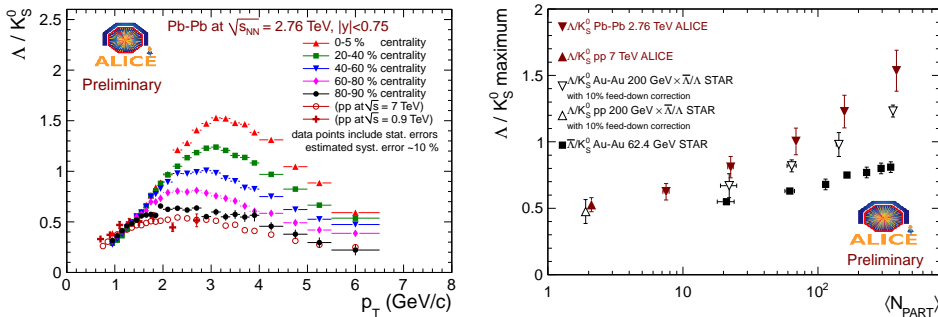 Λ / K⁰S
Pb-Pb at √sNN = 2.76 TeV, |y|<0.75
0-5 % centrality
20-40 % centrality
40-60 % centrality
60-80 % centrality
80-90 % centrality
(pp at √s = 7 TeV)
(pp at √s = 0.9 TeV)
data points include stat. errors
estimated syst. error ~10 %
ALICE
Preliminary
2.5
2
1.5
1
0.5
0
0 1 2 3 4 5 6 7 8
pT (GeV/c)
Λ / K⁰S maximum
Λ/K⁰S Pb-Pb 2.76 TeV ALICE
Λ/K⁰S pp 7 TeV ALICE
Λ/K⁰S Au-Au 200 GeV × Λ̅/Λ STAR
with 10% feed-down correction
Λ/K⁰S pp 200 GeV × Λ̅/Λ STAR
with 10% feed-down correction
Λ̅/K⁰S Au-Au 62.4 GeV STAR
ALICE
Preliminary
2
1.5
1
0.5
0
1 10 10²
⟨NPART⟩